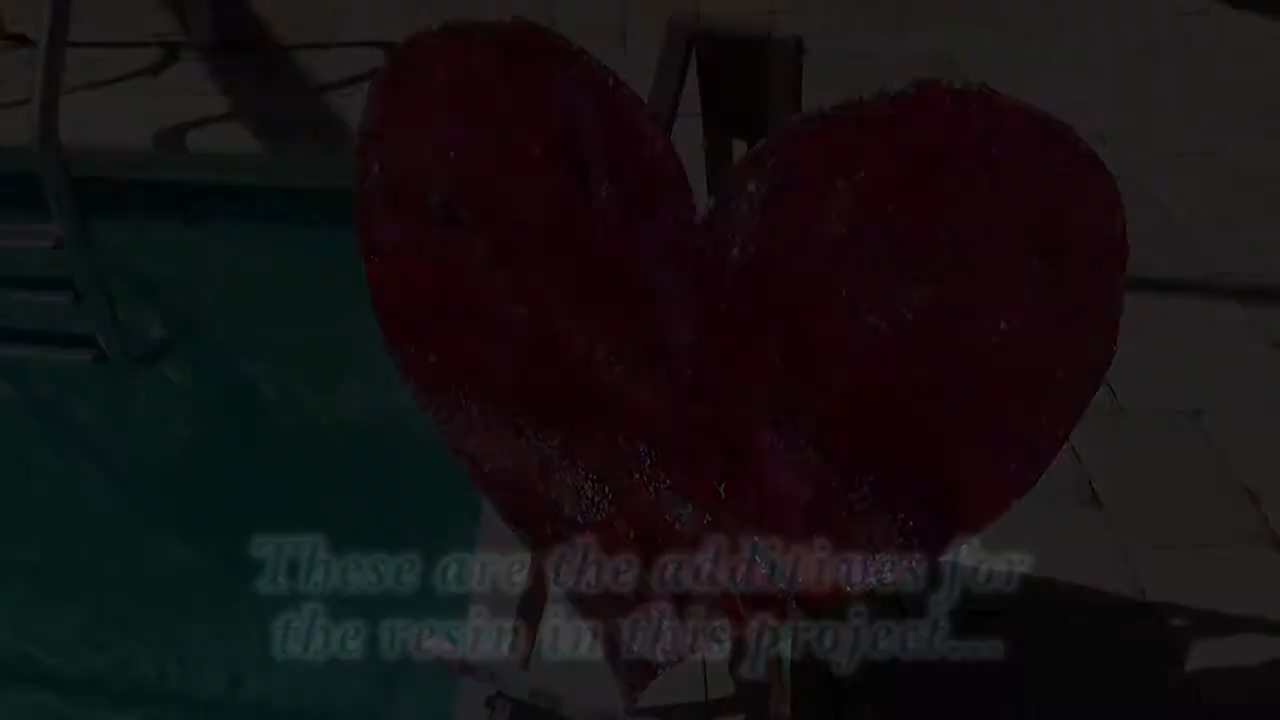 These are the additives for
the resin in this project...